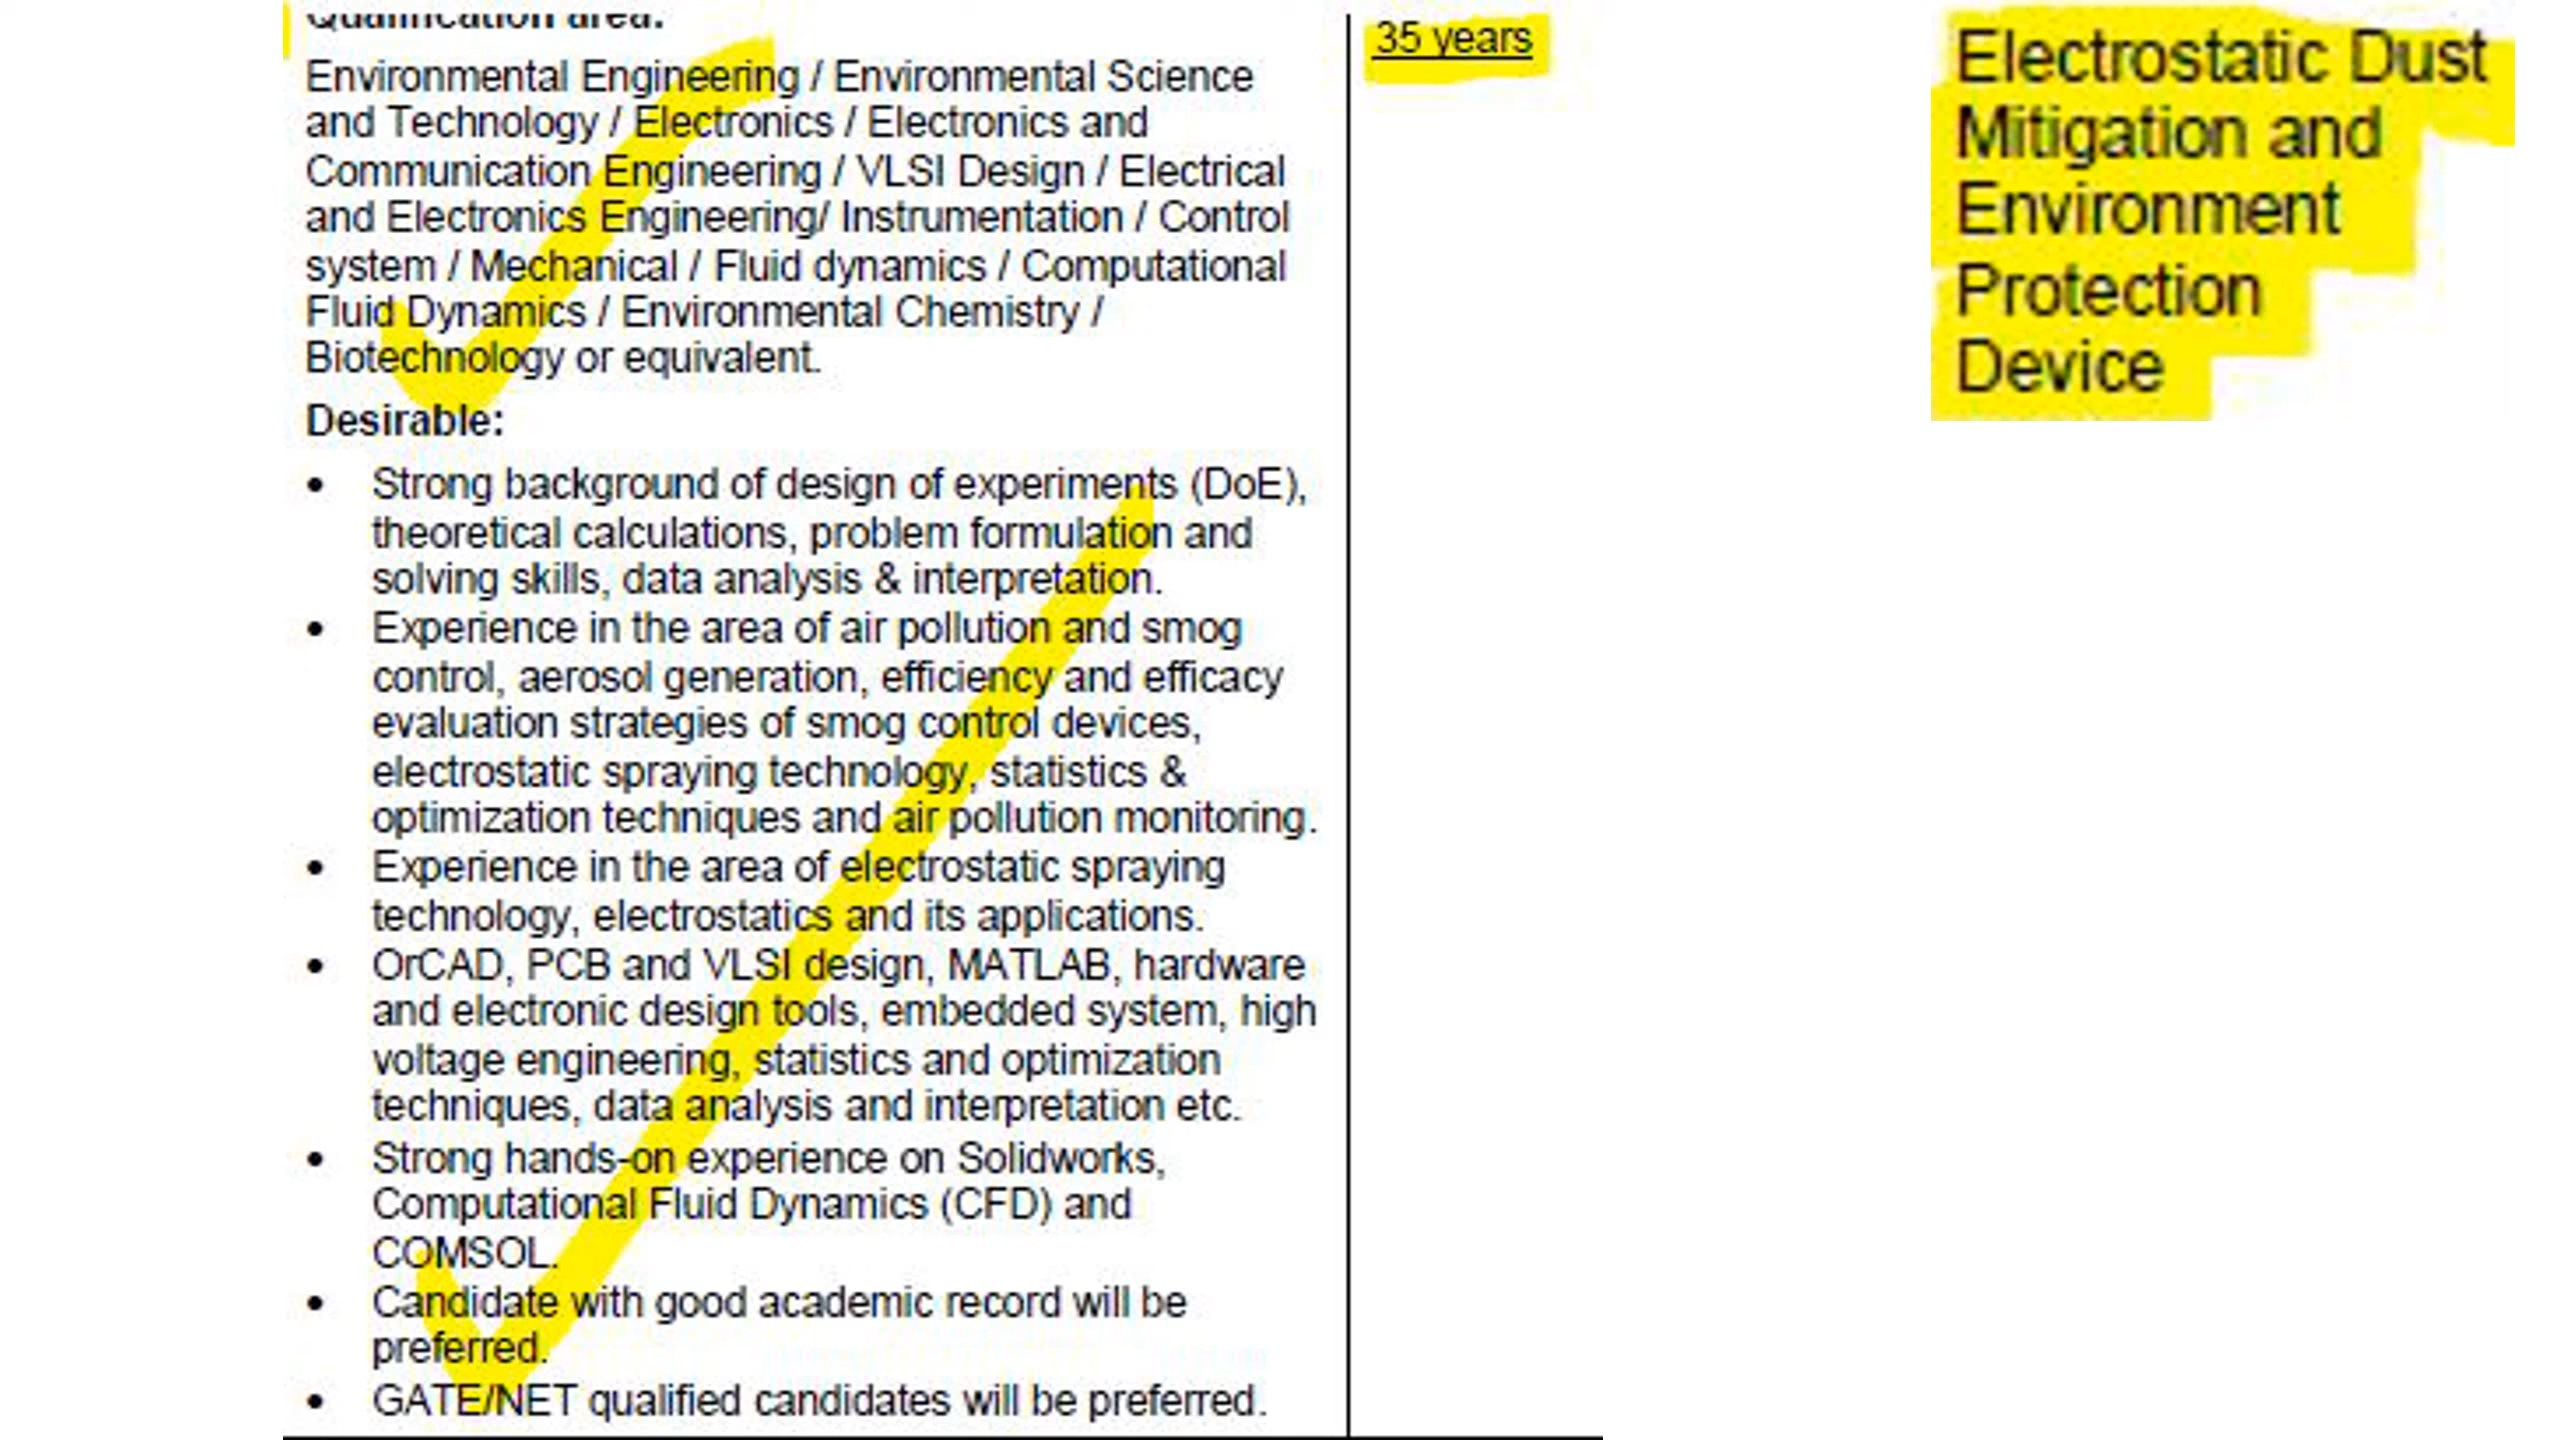 Qualification area:
Environmental Engineering / Environmental Science
and Technology / Electronics / Electronics and
Communication Engineering / VLSI Design / Electrical
and Electronics Engineering/ Instrumentation / Control
system / Mechanical / Fluid dynamics / Computational
Fluid Dynamics / Environmental Chemistry /
Biotechnology or equivalent.
Desirable:
• Strong background of design of experiments (DoE),
theoretical calculations, problem formulation and
solving skills, data analysis & interpretation.
• Experience in the area of air pollution and smog
control, aerosol generation, efficiency and efficacy
evaluation strategies of smog control devices,
electrostatic spraying technology, statistics &
optimization techniques and air pollution monitoring.
• Experience in the area of electrostatic spraying
technology, electrostatics and its applications.
• OrCAD, PCB and VLSI design, MATLAB, hardware
and electronic design tools, embedded system, high
voltage engineering, statistics and optimization
techniques, data analysis and interpretation etc.
• Strong hands-on experience on Solidworks,
Computational Fluid Dynamics (CFD) and
COMSOL.
• Candidate with good academic record will be
preferred.
• GATE/NET qualified candidates will be preferred.
35 years
Electrostatic Dust
Mitigation and
Environment
Protection
Device